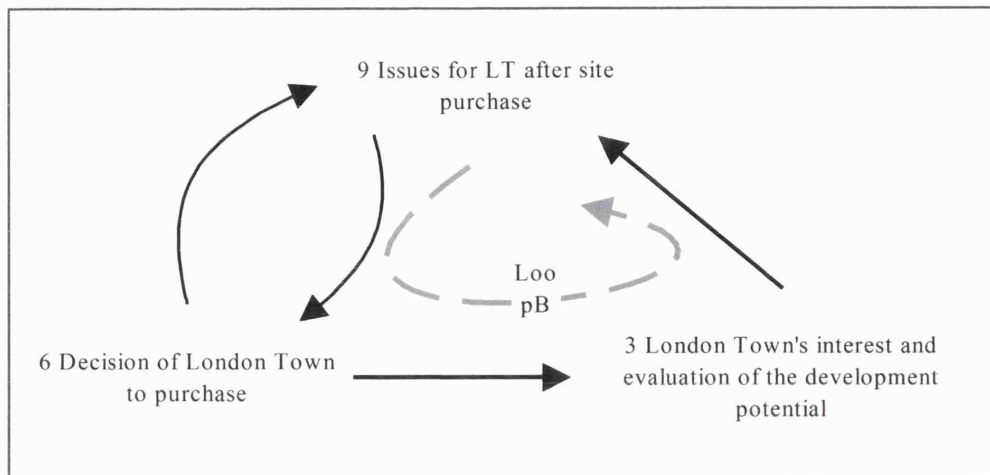 9 Issues for LT after site
purchase
Loo
pB
6 Decision of London Town
to purchase
3 London Town's interest and
evaluation of the development
potential